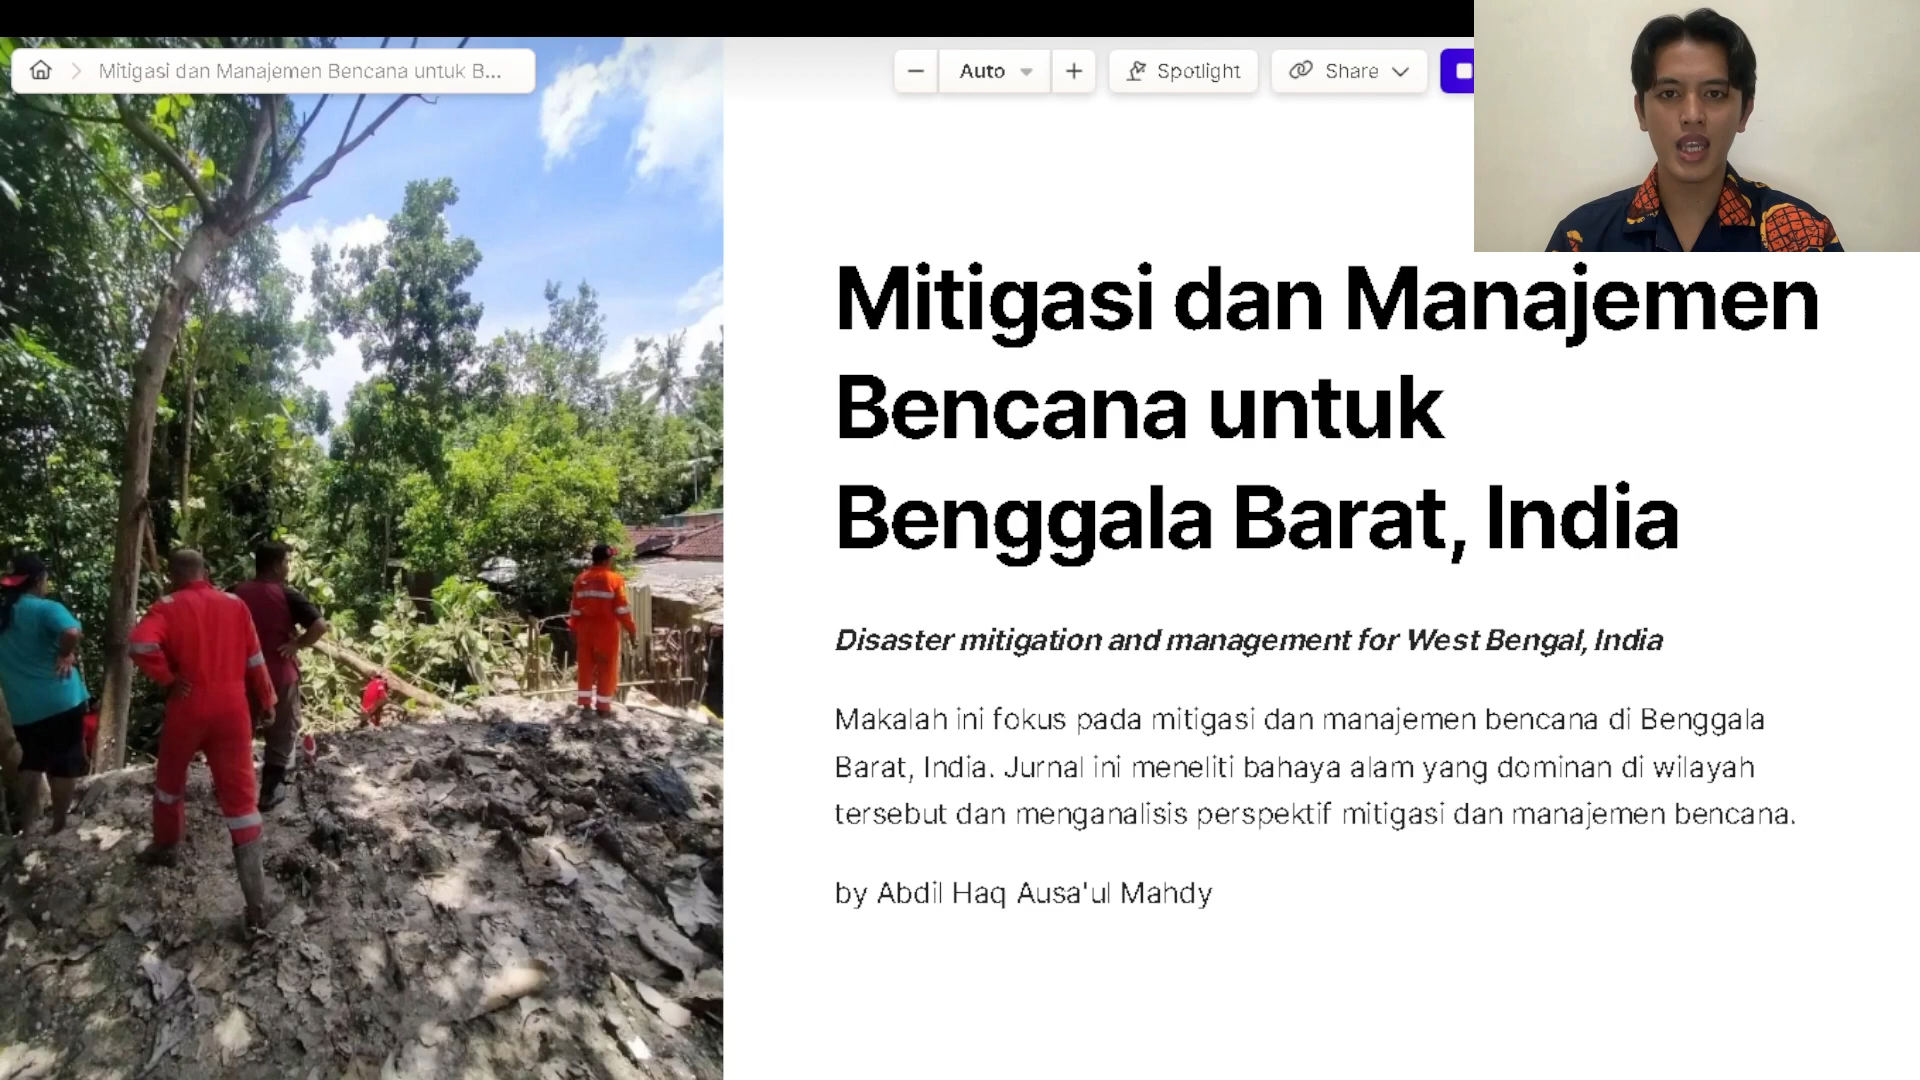 Mitigasi dan Manajemen Bencana untuk B...
Auto
Spotlight
Share
Mitigasi dan Manajemen
Bencana untuk
Benggala Barat, India
Disaster mitigation and management for West Bengal, India
Makalah ini fokus pada mitigasi dan manajemen bencana di Benggala
Barat, India. Jurnal ini meneliti bahaya alam yang dominan di wilayah
tersebut dan menganalisis perspektif mitigasi dan manajemen bencana.
by Abdil Haq Ausa'ul Mahdy